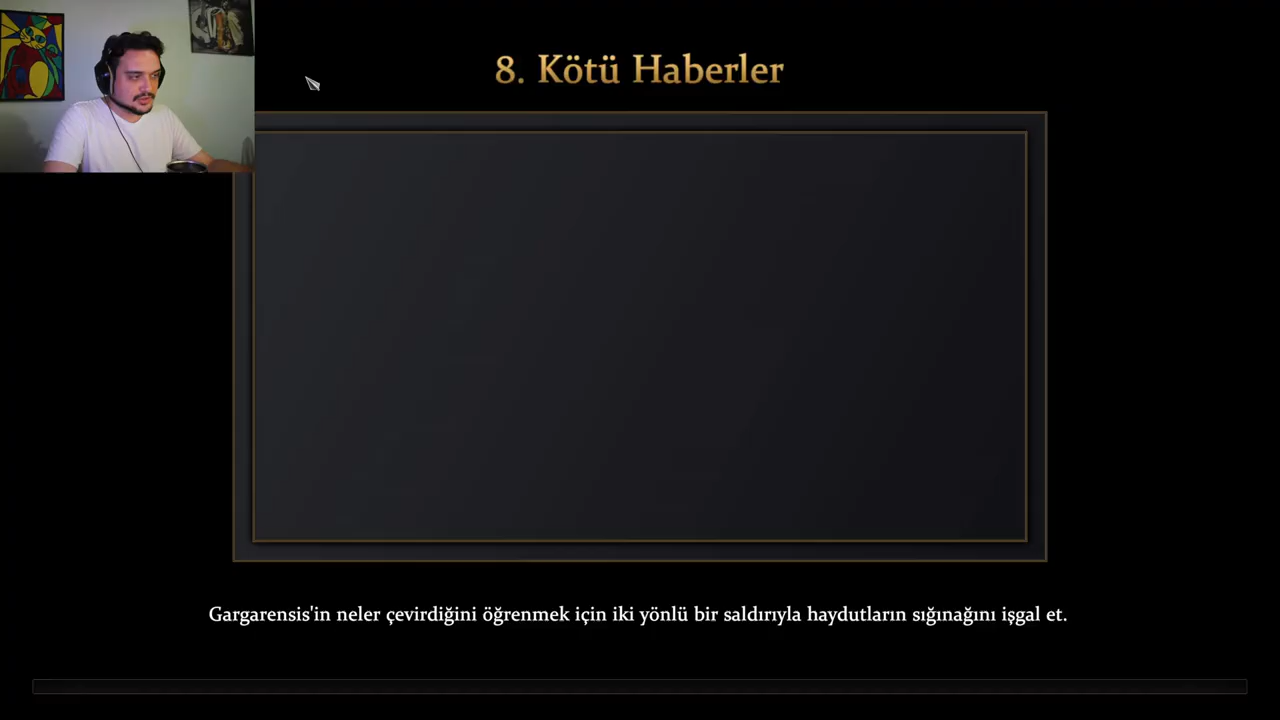 8. Kötü Haberler
Gargarensis'in neler çevirdiğini öğrenmek için iki yönlü bir saldırıyla haydutların sığınağını işgal et.